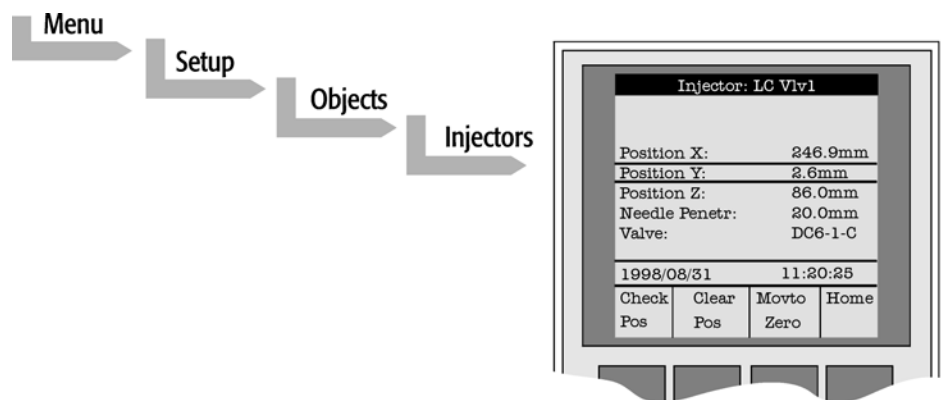 Menu
Setup
Objects
Injectors
Injector: LC Vlv1
Position X: 246.9mm
Position Y: 2.6mm
Position Z: 86.0mm
Needle Penetr: 20.0mm
Valve: DC6-1-C
1998/08/31 11:20:25
Check Clear Movto Home
Pos Pos Zero